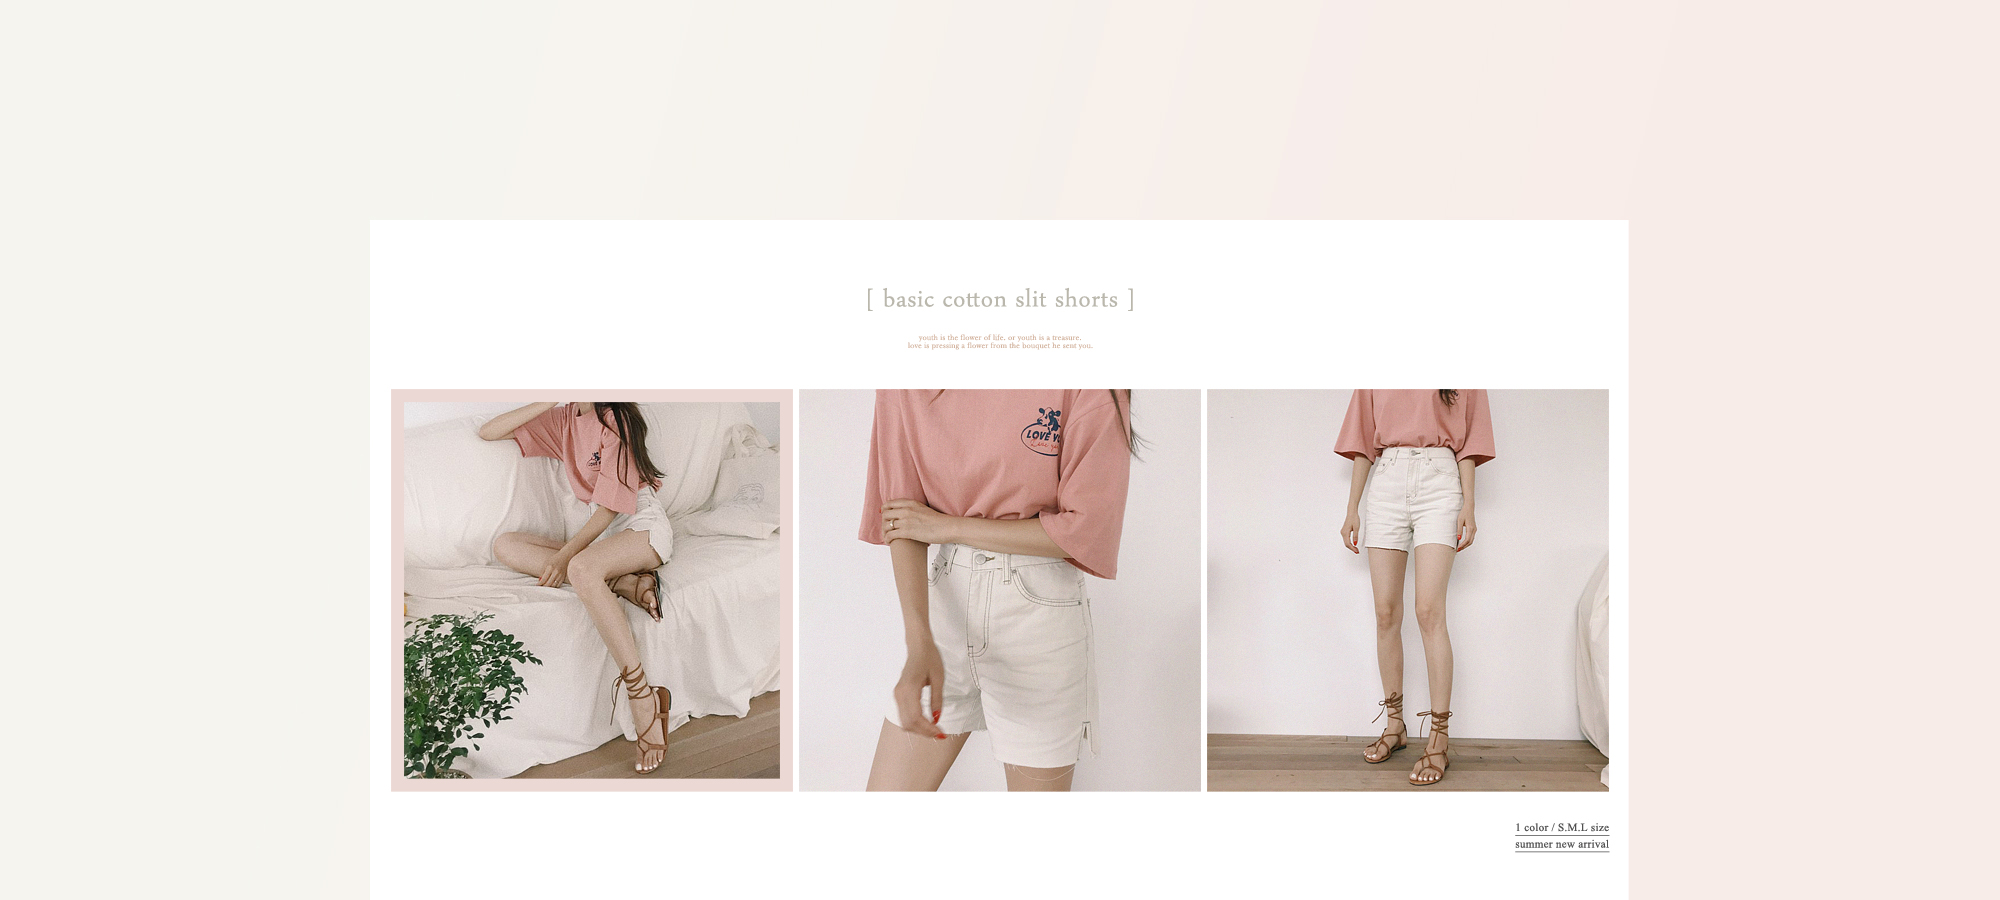 [ basic cotton slit shorts ]
youth is the flower of life. or youth is a treasure.
love is pressing a flower from the bouquet he sent you.
LOVE
LOVE
1 color / S.M.L size
summer new arrival